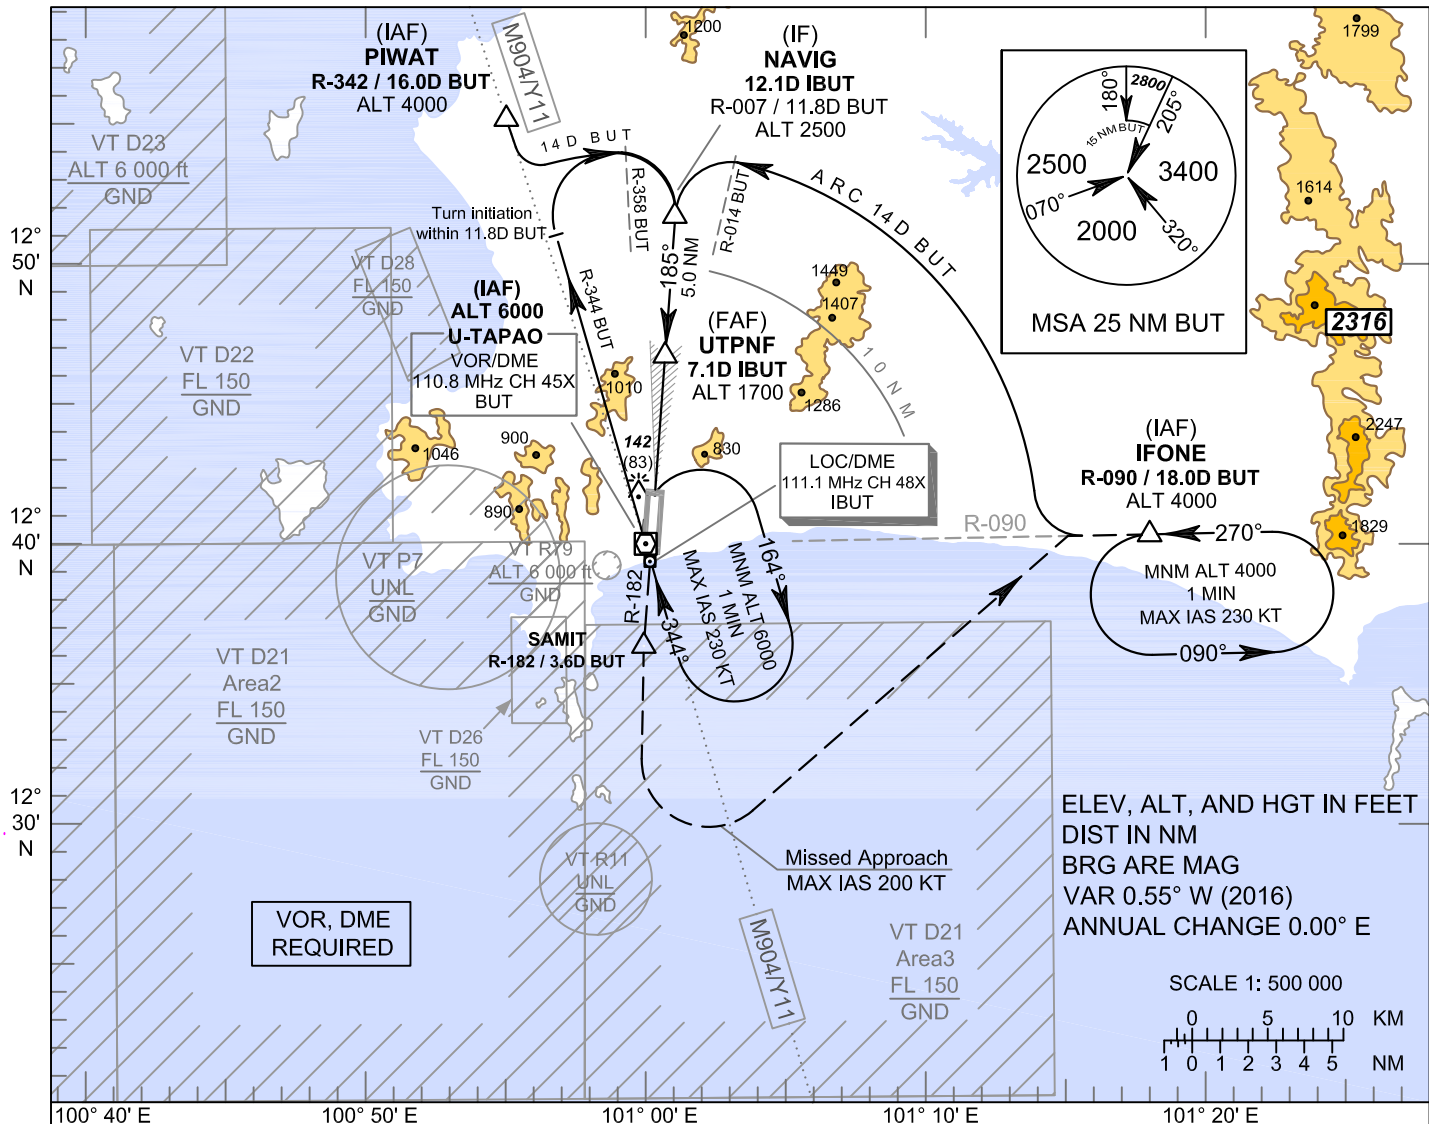 (IAF)
PIWAT
R-342 / 16.0D BUT
ALT 4000
M904/Y11
1200
(IF)
NAVIG
12.1D IBUT
R-007 / 11.8D BUT
ALT 2500
180°
2800
205°
15 NM BUT
2500
3400
070°
2000
320°
MSA 25 NM BUT
1799
1614
2316
2247
1829
VT D23
ALT 6 000 ft
GND
14 D BUT
R-358 BUT
R-014 BUT
ARC 14D BUT
Turn initiation
within 11.8D BUT
R-344 BUT
185°
5.0 NM
10 NM
1449
1407
1286
VT D28
FL 150
GND
(IAF)
ALT 6000
U-TAPAO
VOR/DME
110.8 MHz CH 45X
BUT
(FAF)
UTPNF
7.1D IBUT
ALT 1700
VT D22
FL 150
GND
1010
1046
900
890
142
(83)
830
LOC/DME
111.1 MHz CH 48X
IBUT
(IAF)
IFONE
R-090 / 18.0D BUT
ALT 4000
R-090
270°
MNM ALT 4000
1 MIN
MAX IAS 230 KT
090°
VT P7
UNL
GND
VT R79
ALT 6 000 ft
GND
R-182
164°
MNM ALT 6000
1 MIN
MAX IAS 230 KT
344°
SAMIT
R-182 / 3.6D BUT
VT D21
Area2
FL 150
GND
VT D26
FL 150
GND
VT R11
UNL
GND
Missed Approach
MAX IAS 200 KT
M904/Y11
VT D21
Area3
FL 150
GND
VOR, DME
REQUIRED
ELEV, ALT, AND HGT IN FEET
DIST IN NM
BRG ARE MAG
VAR 0.55° W (2016)
ANNUAL CHANGE 0.00° E
SCALE 1: 500 000
0 5 10 KM
1 0 1 2 3 4 5 NM
12°
50'
N
12°
40'
N
12°
30'
N
100° 40' E
100° 50' E
101° 00' E
101° 10' E
101° 20' E